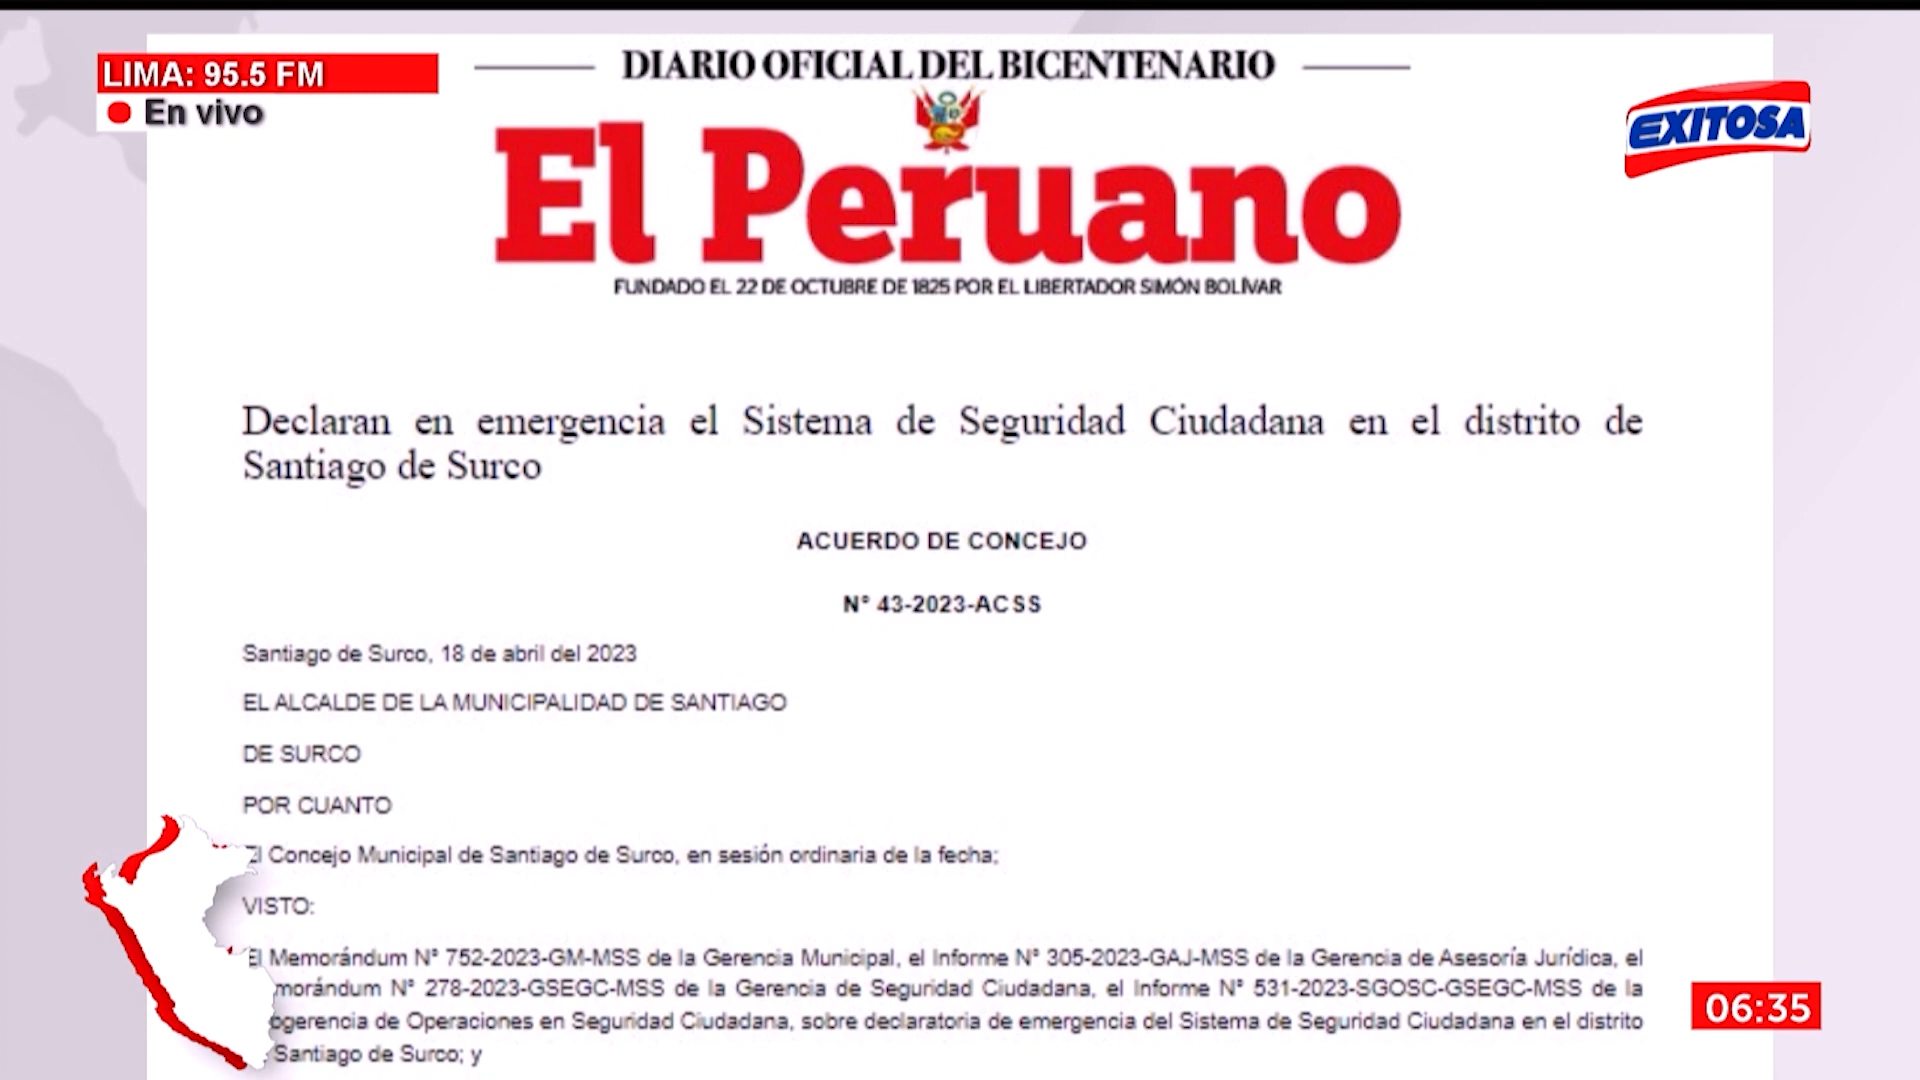 LIMA: 95.5 FM
En vivo
EXITOSA
DIARIO OFICIAL DEL BICENTENARIO
El Peruano
FUNDADO EL 22 DE OCTUBRE DE 1825 POR EL LIBERTADOR SIMÓN BOLÍVAR
Declaran en emergencia el Sistema de Seguridad Ciudadana en el distrito de
Santiago de Surco
ACUERDO DE CONCEJO
N° 43-2023-ACSS
Santiago de Surco, 18 de abril del 2023
EL ALCALDE DE LA MUNICIPALIDAD DE SANTIAGO
DE SURCO
POR CUANTO
El Concejo Municipal de Santiago de Surco, en sesión ordinaria de la fecha;
VISTO:
El Memorándum N° 752-2023-GM-MSS de la Gerencia Municipal, el Informe N° 305-2023-GAJ-MSS de la Gerencia de Asesoría Jurídica, el
morándum N° 278-2023-GSEGC-MSS de la Gerencia de Seguridad Ciudadana, el Informe N° 531-2023-SGOSC-GSEGC-MSS de la
ogerencia de Operaciones en Seguridad Ciudadana, sobre declaratoria de emergencia del Sistema de Seguridad Ciudadana en el distrito
Santiago de Surco; y
06:35